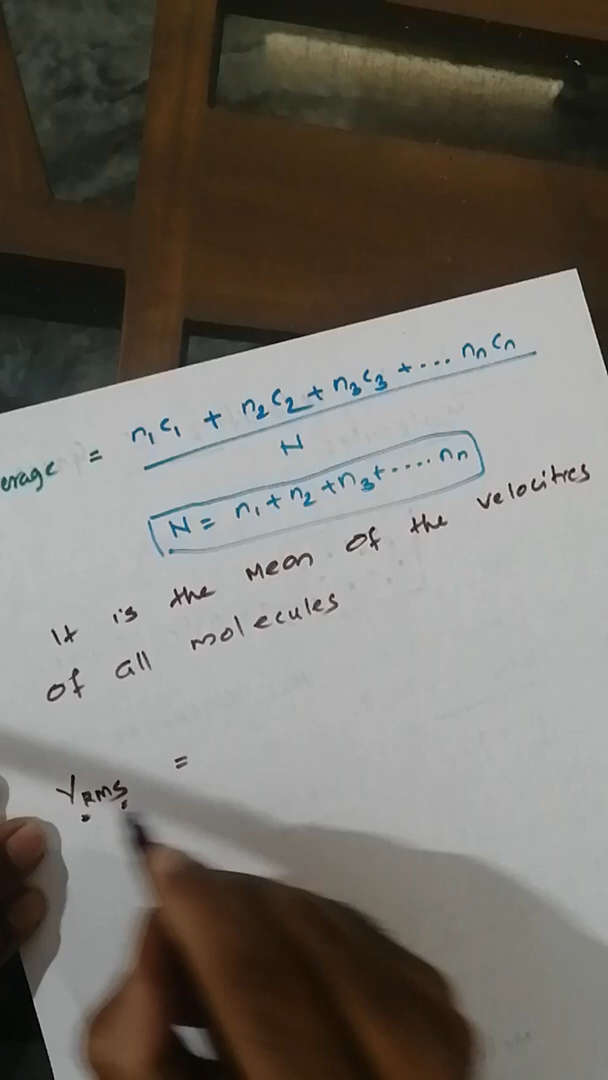 erage = n₁c₁ + n₂c₂ + n₃c₃ + .... nₙcₙ
N
N = n₁ + n₂ + n₃ + ..... nₙ
It is the Mean of the velocities
of all molecules
VRMS =